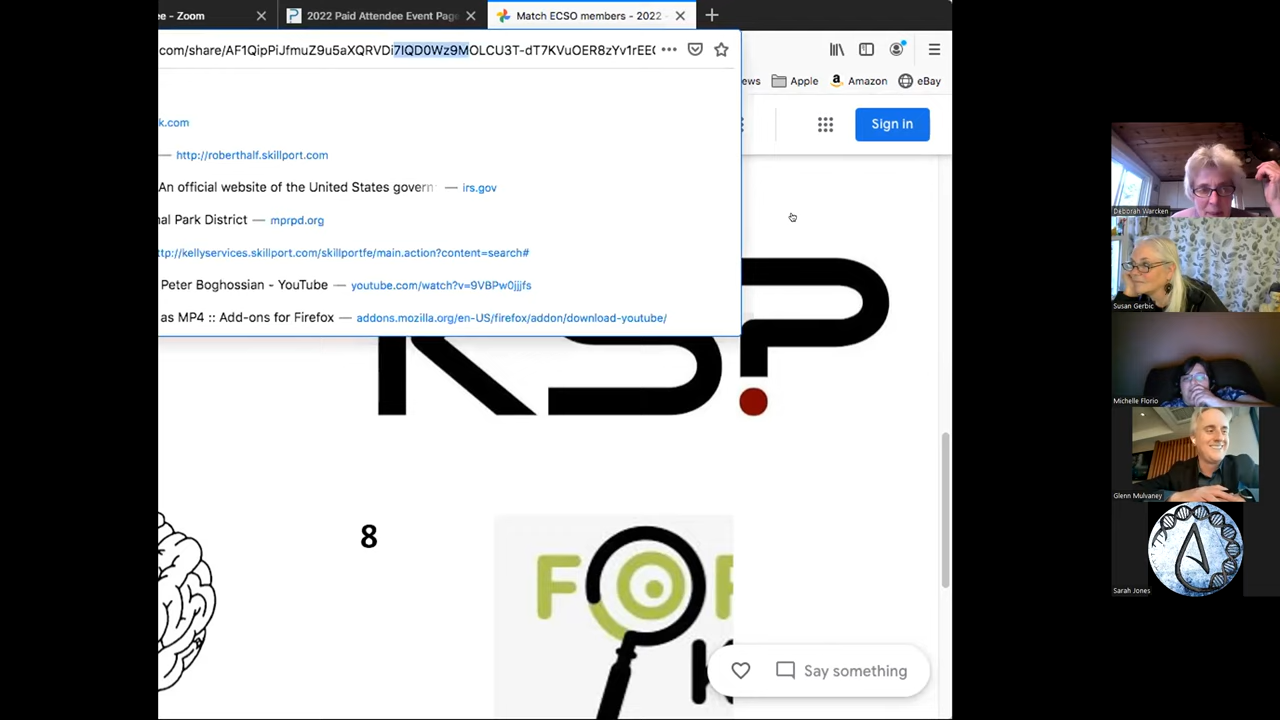 ee - Zoom
2022 Paid Attendee Event Page
Match ECSO members - 2022 -
com/share/AF1QipPiJfmuZ9u5aXQRVDi7IQD0Wz9MOLCU3T-dT7KVuOER8zYv1rEE
ews
Apple
Amazon
eBay
k.com
Sign in
— http://roberthalf.skillport.com
An official website of the United States govern — irs.gov
nal Park District — mprpd.org
ttp://kellyservices.skillport.com/skillportfe/main.action?content=search#
Peter Boghossian - YouTube — youtube.com/watch?v=9VBPw0jjjfs
as MP4 :: Add-ons for Firefox — addons.mozilla.org/en-US/firefox/addon/download-youtube/
KSP
8
FO
K
Say something
Deborah Warcken
Susan Gerbic
Michelle Florio
Glenn Mulvaney
Sarah Jones